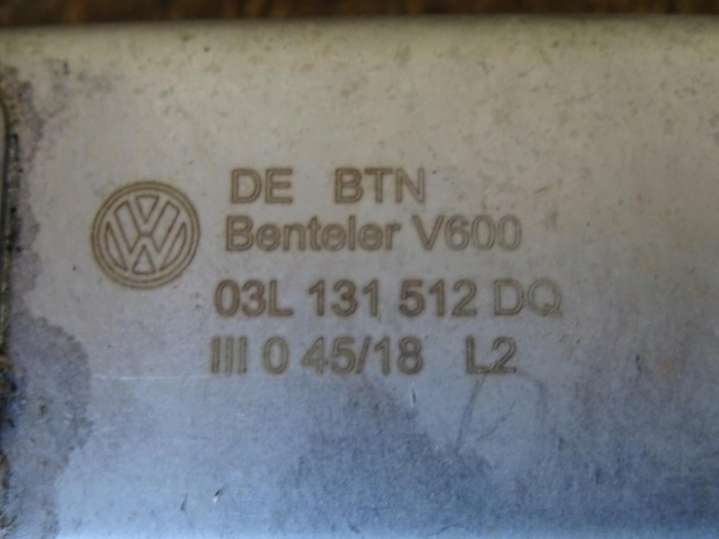 DE BTN
Benteler V600
03L 131 512 DQ
III 0 45/18 L2